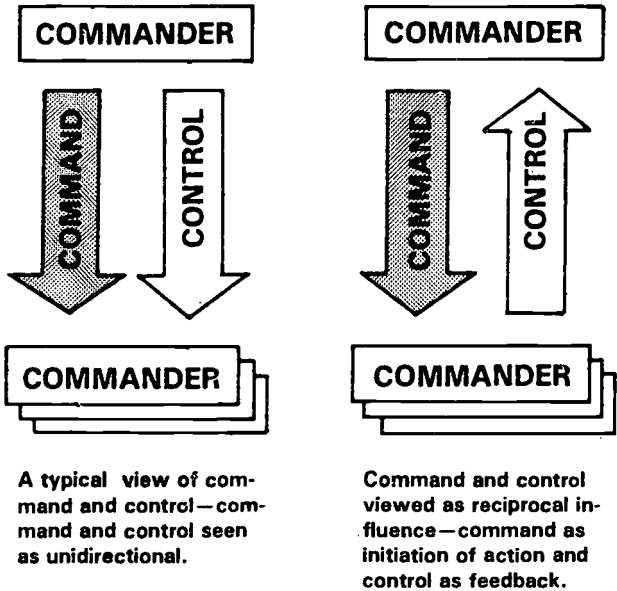 COMMANDER
COMMAND
CONTROL
COMMANDER
A typical view of com-
mand and control—com-
mand and control seen
as unidirectional.
COMMANDER
COMMAND
CONTROL
COMMANDER
Command and control
viewed as reciprocal in-
fluence—command as
initiation of action and
control as feedback.